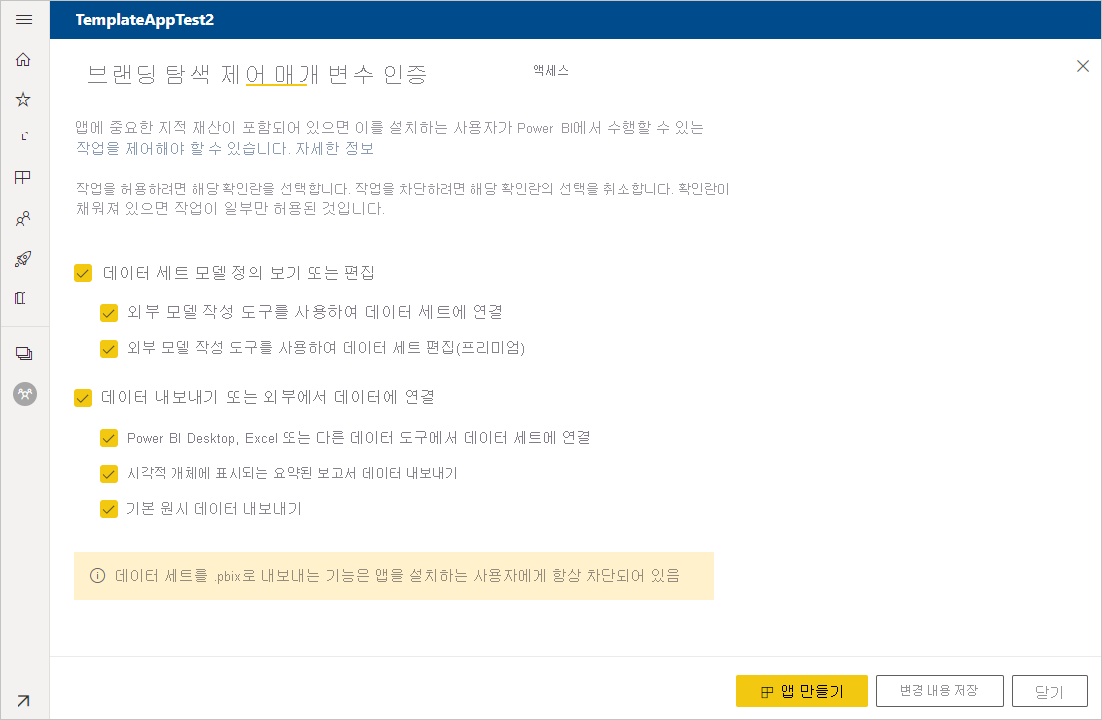 TemplateAppTest2
브랜딩 탐색 제어 매개 변수 인증 액세스
앱에 중요한 지적 재산이 포함되어 있으면 이를 설치하는 사용자가 Power BI에서 수행할 수 있는
작업을 제어해야 할 수 있습니다. 자세한 정보
작업을 허용하려면 해당 확인란을 선택합니다. 작업을 차단하려면 해당 확인란의 선택을 취소합니다. 확인란이
채워져 있으면 작업이 일부만 허용된 것입니다.
데이터 세트 모델 정의 보기 또는 편집
외부 모델 작성 도구를 사용하여 데이터 세트에 연결
외부 모델 작성 도구를 사용하여 데이터 세트 편집(프리미엄)
데이터 내보내기 또는 외부에서 데이터에 연결
Power BI Desktop, Excel 또는 다른 데이터 도구에서 데이터 세트에 연결
시각적 개체에 표시되는 요약된 보고서 데이터 내보내기
기본 원시 데이터 내보내기
데이터 세트를 .pbix로 내보내는 기능은 앱을 설치하는 사용자에게 항상 차단되어 있음
앱 만들기 변경 내용 저장 닫기